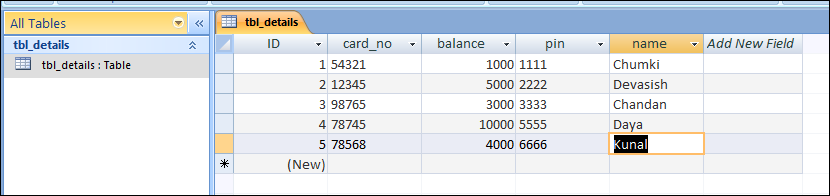 All Tables
tbl_details
tbl_details : Table
tbl_details
ID card_no balance pin name Add New Field
1 54321 1000 1111 Chumki
2 12345 5000 2222 Devasish
3 98765 3000 3333 Chandan
4 78745 10000 5555 Daya
5 78568 4000 6666 Kunal
* (New)